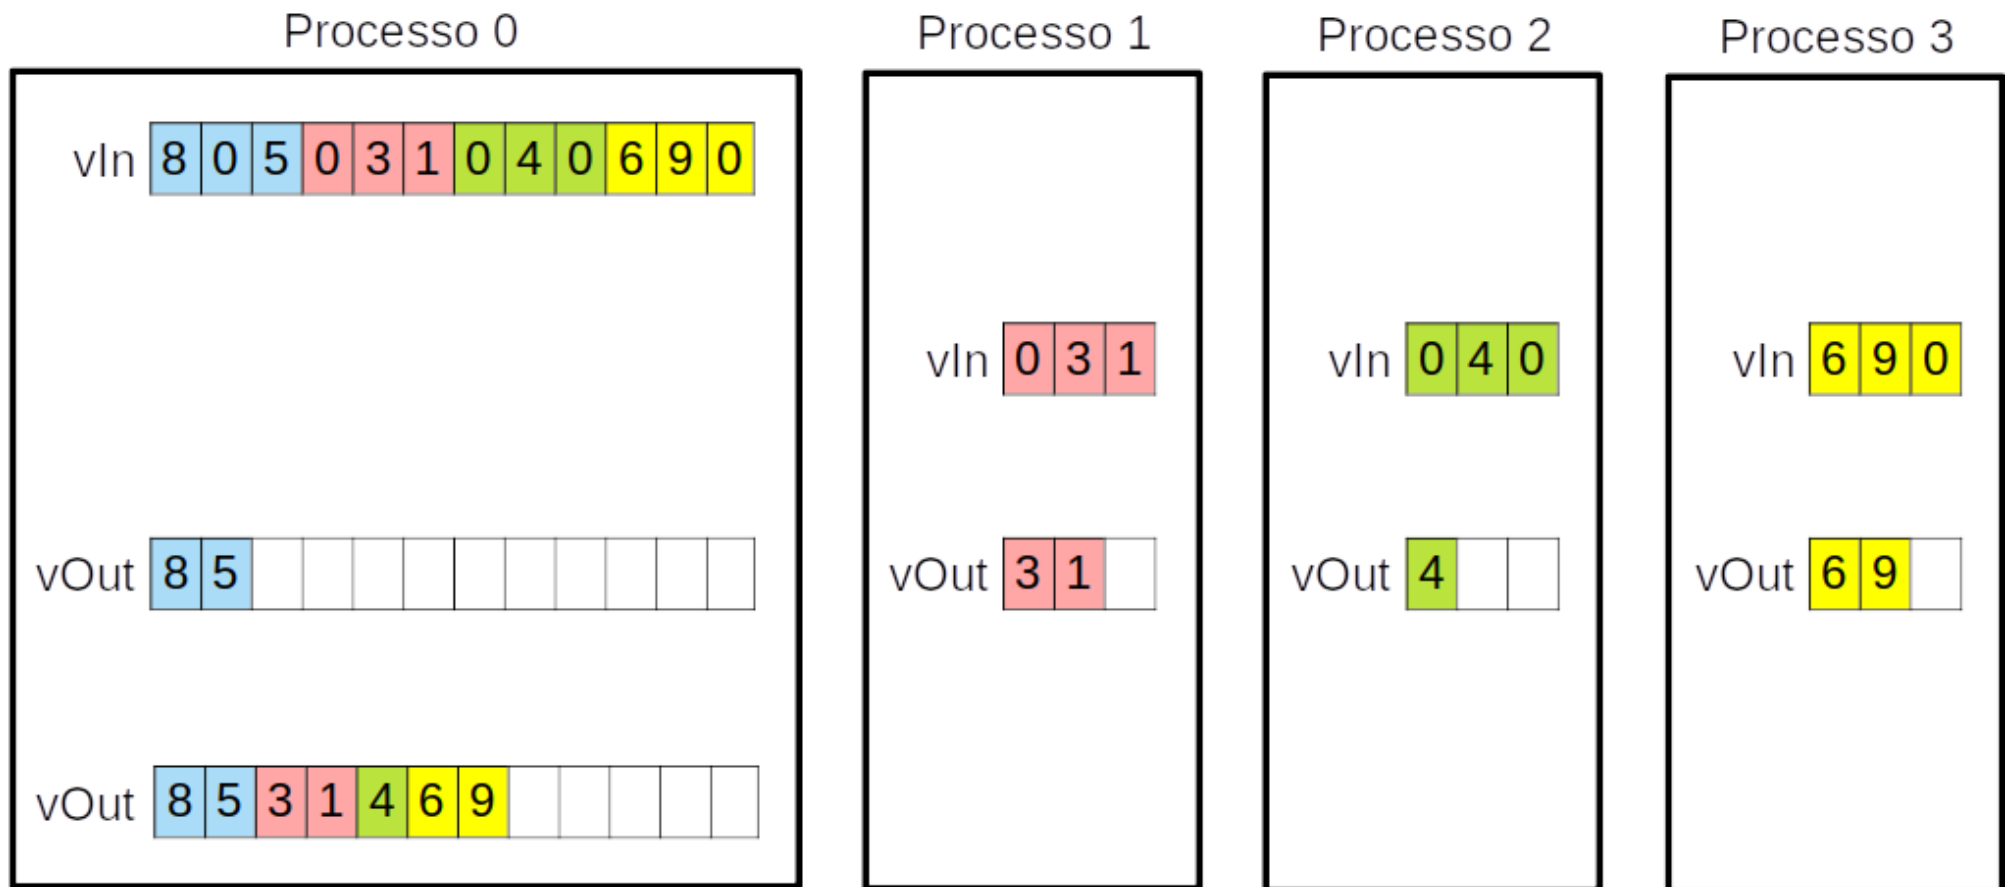 Processo 0
vIn 8 0 5 0 3 1 0 4 0 6 9 0
vOut 8 5
vOut 8 5 3 1 4 6 9
Processo 1
vIn 0 3 1
vOut 3 1
Processo 2
vIn 0 4 0
vOut 4
Processo 3
vIn 6 9 0
vOut 6 9